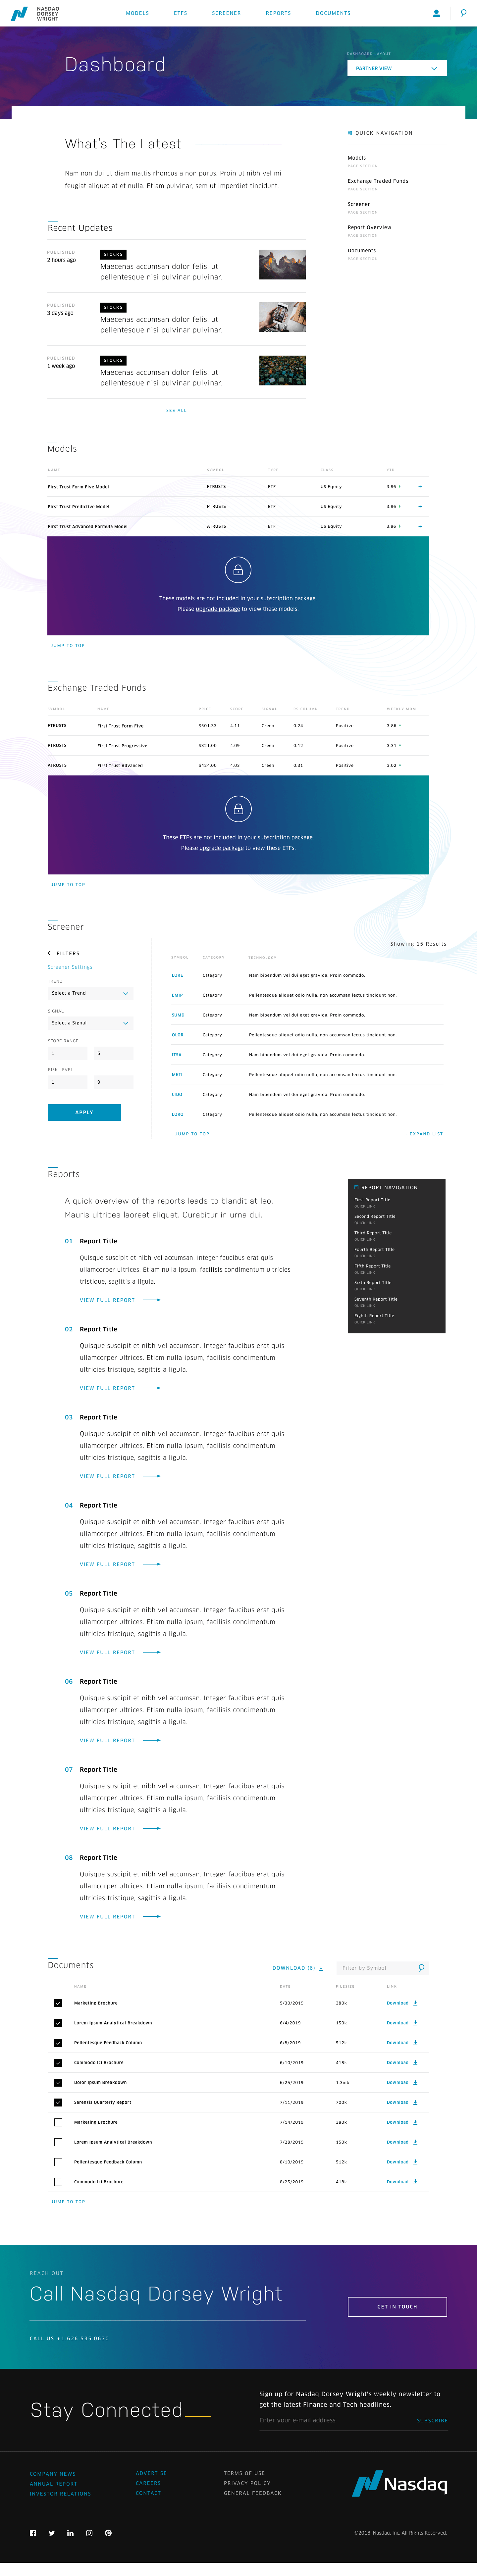 NASDAQ
DORSEY
WRIGHT
MODELS ETFS SCREENER REPORTS DOCUMENTS
Dashboard
DASHBOARD LAYOUT
PARTNER VIEW
What's The Latest
Nam non dui ut diam mattis rhoncus a non purus. Proin ut nibh vel mi
feugiat aliquet at et nulla. Etiam pulvinar, sem ut imperdiet tincidunt.
QUICK NAVIGATION
Models
PAGE SECTION
Exchange Traded Funds
PAGE SECTION
Screener
PAGE SECTION
Report Overview
PAGE SECTION
Documents
PAGE SECTION
Recent Updates
PUBLISHED
2 hours ago
STOCKS
Maecenas accumsan dolor felis, ut
pellentesque nisi pulvinar pulvinar.
PUBLISHED
3 days ago
STOCKS
Maecenas accumsan dolor felis, ut
pellentesque nisi pulvinar pulvinar.
PUBLISHED
1 week ago
STOCKS
Maecenas accumsan dolor felis, ut
pellentesque nisi pulvinar pulvinar.
SEE ALL
Models
NAME SYMBOL TYPE CLASS YTD
First Trust Form Five Model FTRUSTS ETF US Equity 3.86 +
First Trust Predictive Model PTRUSTS ETF US Equity 3.86 +
First Trust Advanced Formula Model ATRUSTS ETF US Equity 3.86 +
These models are not included in your subscription package.
Please upgrade package to view these models.
JUMP TO TOP
Exchange Traded Funds
SYMBOL NAME PRICE SCORE SIGNAL RS COLUMN TREND WEEKLY MOM
FTRUSTS First Trust Form Five $501.33 4.11 Green 0.24 Positive 3.86
PTRUSTS First Trust Progressive $321.00 4.09 Green 0.12 Positive 3.31
ATRUSTS First Trust Advanced $424.00 4.03 Green 0.31 Positive 3.02
These ETFs are not included in your subscription package.
Please upgrade package to view these ETFs.
JUMP TO TOP
Screener
Showing 15 Results
FILTERS
Screener Settings
TREND
Select a Trend
SIGNAL
Select a Signal
SCORE RANGE
1 5
RISK LEVEL
1 9
APPLY
SYMBOL CATEGORY TECHNOLOGY
LORE Category Nam bibendum vel dui eget gravida. Proin commodo.
EMIP Category Pellentesque aliquet odio nulla, non accumsan lectus tincidunt non.
SUMD Category Nam bibendum vel dui eget gravida. Proin commodo.
OLOR Category Pellentesque aliquet odio nulla, non accumsan lectus tincidunt non.
ITSA Category Nam bibendum vel dui eget gravida. Proin commodo.
METI Category Pellentesque aliquet odio nulla, non accumsan lectus tincidunt non.
CIDO Category Nam bibendum vel dui eget gravida. Proin commodo.
LORD Category Pellentesque aliquet odio nulla, non accumsan lectus tincidunt non.
JUMP TO TOP + EXPAND LIST
Reports
A quick overview of the reports leads to blandit at leo.
Mauris ultrices laoreet aliquet. Curabitur in urna dui.
REPORT NAVIGATION
First Report Title
QUICK LINK
Second Report Title
QUICK LINK
Third Report Title
QUICK LINK
Fourth Report Title
QUICK LINK
Fifth Report Title
QUICK LINK
Sixth Report Title
QUICK LINK
Seventh Report Title
QUICK LINK
Eighth Report Title
QUICK LINK
01 Report Title
Quisque suscipit et nibh vel accumsan. Integer faucibus erat quis
ullamcorper ultrices. Etiam nulla ipsum, facilisis condimentum ultricies
tristique, sagittis a ligula.
VIEW FULL REPORT
02 Report Title
Quisque suscipit et nibh vel accumsan. Integer faucibus erat quis
ullamcorper ultrices. Etiam nulla ipsum, facilisis condimentum
ultricies tristique, sagittis a ligula.
VIEW FULL REPORT
03 Report Title
Quisque suscipit et nibh vel accumsan. Integer faucibus erat quis
ullamcorper ultrices. Etiam nulla ipsum, facilisis condimentum
ultricies tristique, sagittis a ligula.
VIEW FULL REPORT
04 Report Title
Quisque suscipit et nibh vel accumsan. Integer faucibus erat quis
ullamcorper ultrices. Etiam nulla ipsum, facilisis condimentum
ultricies tristique, sagittis a ligula.
VIEW FULL REPORT
05 Report Title
Quisque suscipit et nibh vel accumsan. Integer faucibus erat quis
ullamcorper ultrices. Etiam nulla ipsum, facilisis condimentum
ultricies tristique, sagittis a ligula.
VIEW FULL REPORT
06 Report Title
Quisque suscipit et nibh vel accumsan. Integer faucibus erat quis
ullamcorper ultrices. Etiam nulla ipsum, facilisis condimentum
ultricies tristique, sagittis a ligula.
VIEW FULL REPORT
07 Report Title
Quisque suscipit et nibh vel accumsan. Integer faucibus erat quis
ullamcorper ultrices. Etiam nulla ipsum, facilisis condimentum
ultricies tristique, sagittis a ligula.
VIEW FULL REPORT
08 Report Title
Quisque suscipit et nibh vel accumsan. Integer faucibus erat quis
ullamcorper ultrices. Etiam nulla ipsum, facilisis condimentum
ultricies tristique, sagittis a ligula.
VIEW FULL REPORT
Documents
DOWNLOAD (6) Filter by Symbol
NAME DATE FILESIZE LINK
Marketing Brochure 5/30/2019 380k Download
Lorem Ipsum Analytical Breakdown 6/4/2019 150k Download
Pellentesque Feedback Column 6/8/2019 512k Download
Commodo Ici Brochure 6/10/2019 418k Download
Dolor Ipsum Breakdown 6/25/2019 1.3mb Download
Sorensis Quarterly Report 7/11/2019 700k Download
Marketing Brochure 7/14/2019 380k Download
Lorem Ipsum Analytical Breakdown 7/28/2019 150k Download
Pellentesque Feedback Column 8/10/2019 512k Download
Commodo Ici Brochure 8/25/2019 418k Download
JUMP TO TOP
REACH OUT
Call Nasdaq Dorsey Wright
GET IN TOUCH
CALL US +1.626.535.0630
Stay Connected
Sign up for Nasdaq Dorsey Wright's weekly newsletter to
get the latest Finance and Tech headlines.
Enter your e-mail address SUBSCRIBE
COMPANY NEWS
ANNUAL REPORT
INVESTOR RELATIONS
ADVERTISE
CAREERS
CONTACT
TERMS OF USE
PRIVACY POLICY
GENERAL FEEDBACK
Nasdaq
©2018, Nasdaq, Inc. All Rights Reserved.